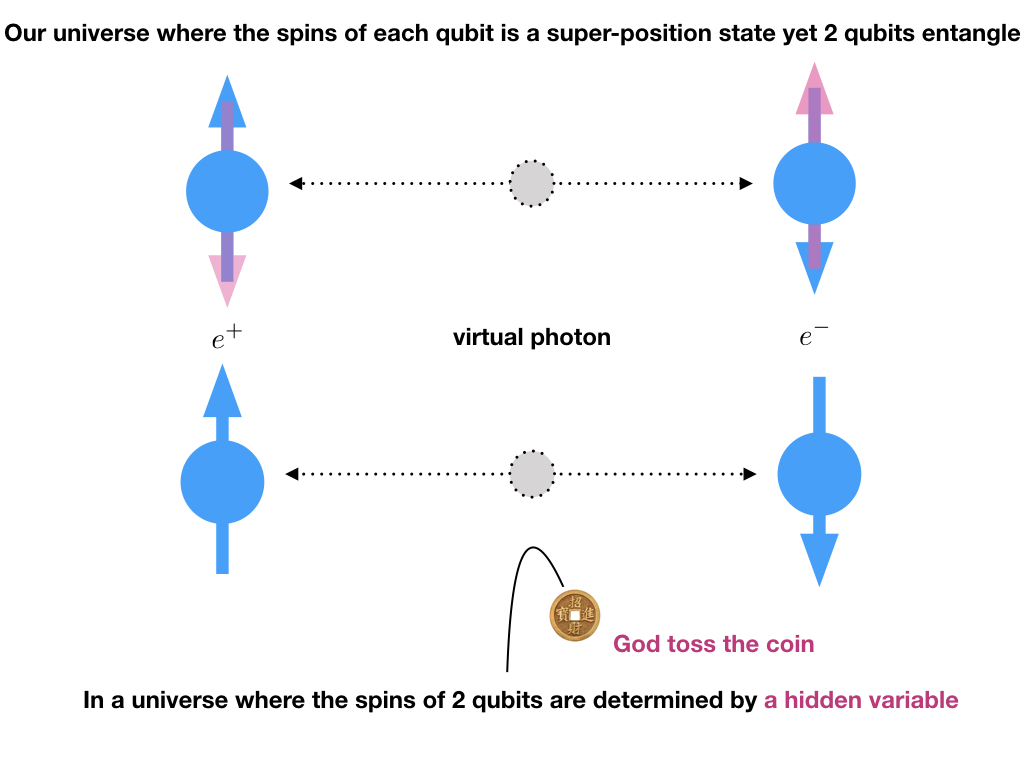 Our universe where the spins of each qubit is a super-position state yet 2 qubits entangle
e⁺
virtual photon
e⁻
招
寶 進
財
God toss the coin
In a universe where the spins of 2 qubits are determined by a hidden variable